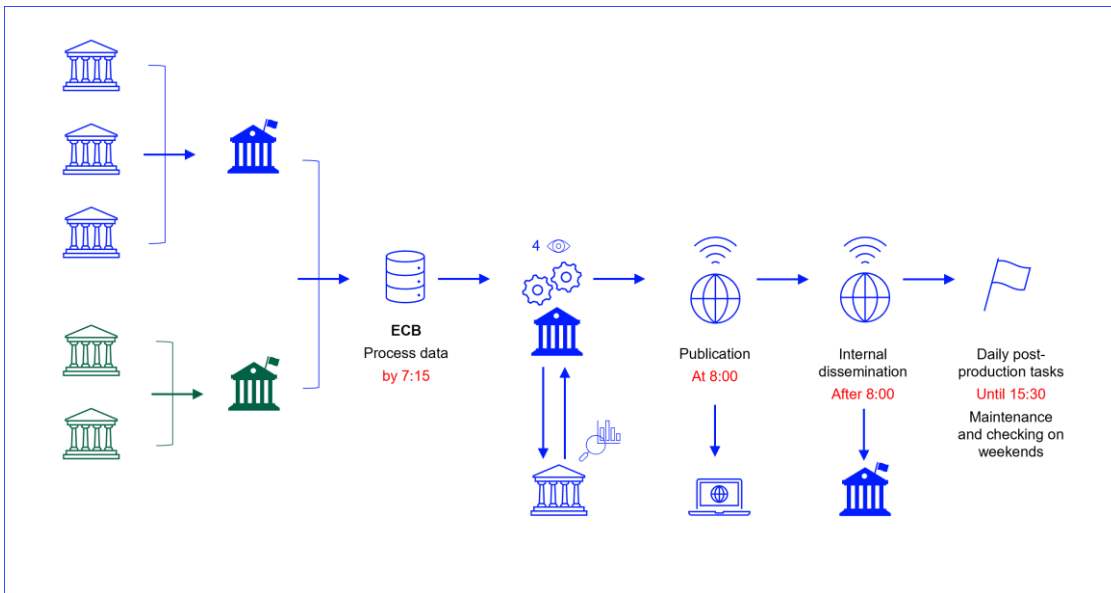 4
ECB
Process data
by 7:15
Publication
At 8:00
Internal
dissemination
After 8:00
Daily post-
production tasks
Until 15:30
Maintenance
and checking on
weekends